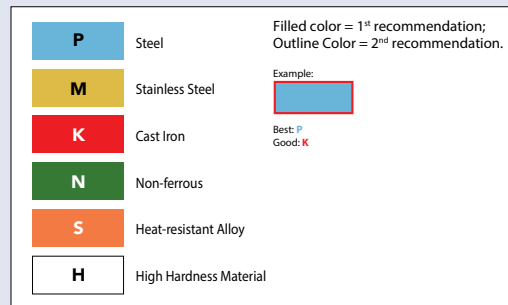 P Steel
M Stainless Steel
K Cast Iron
N Non-ferrous
S Heat-resistant Alloy
H High Hardness Material
Filled color = 1st recommendation;
Outline Color = 2nd recommendation.
Example:
Best: P
Good: K